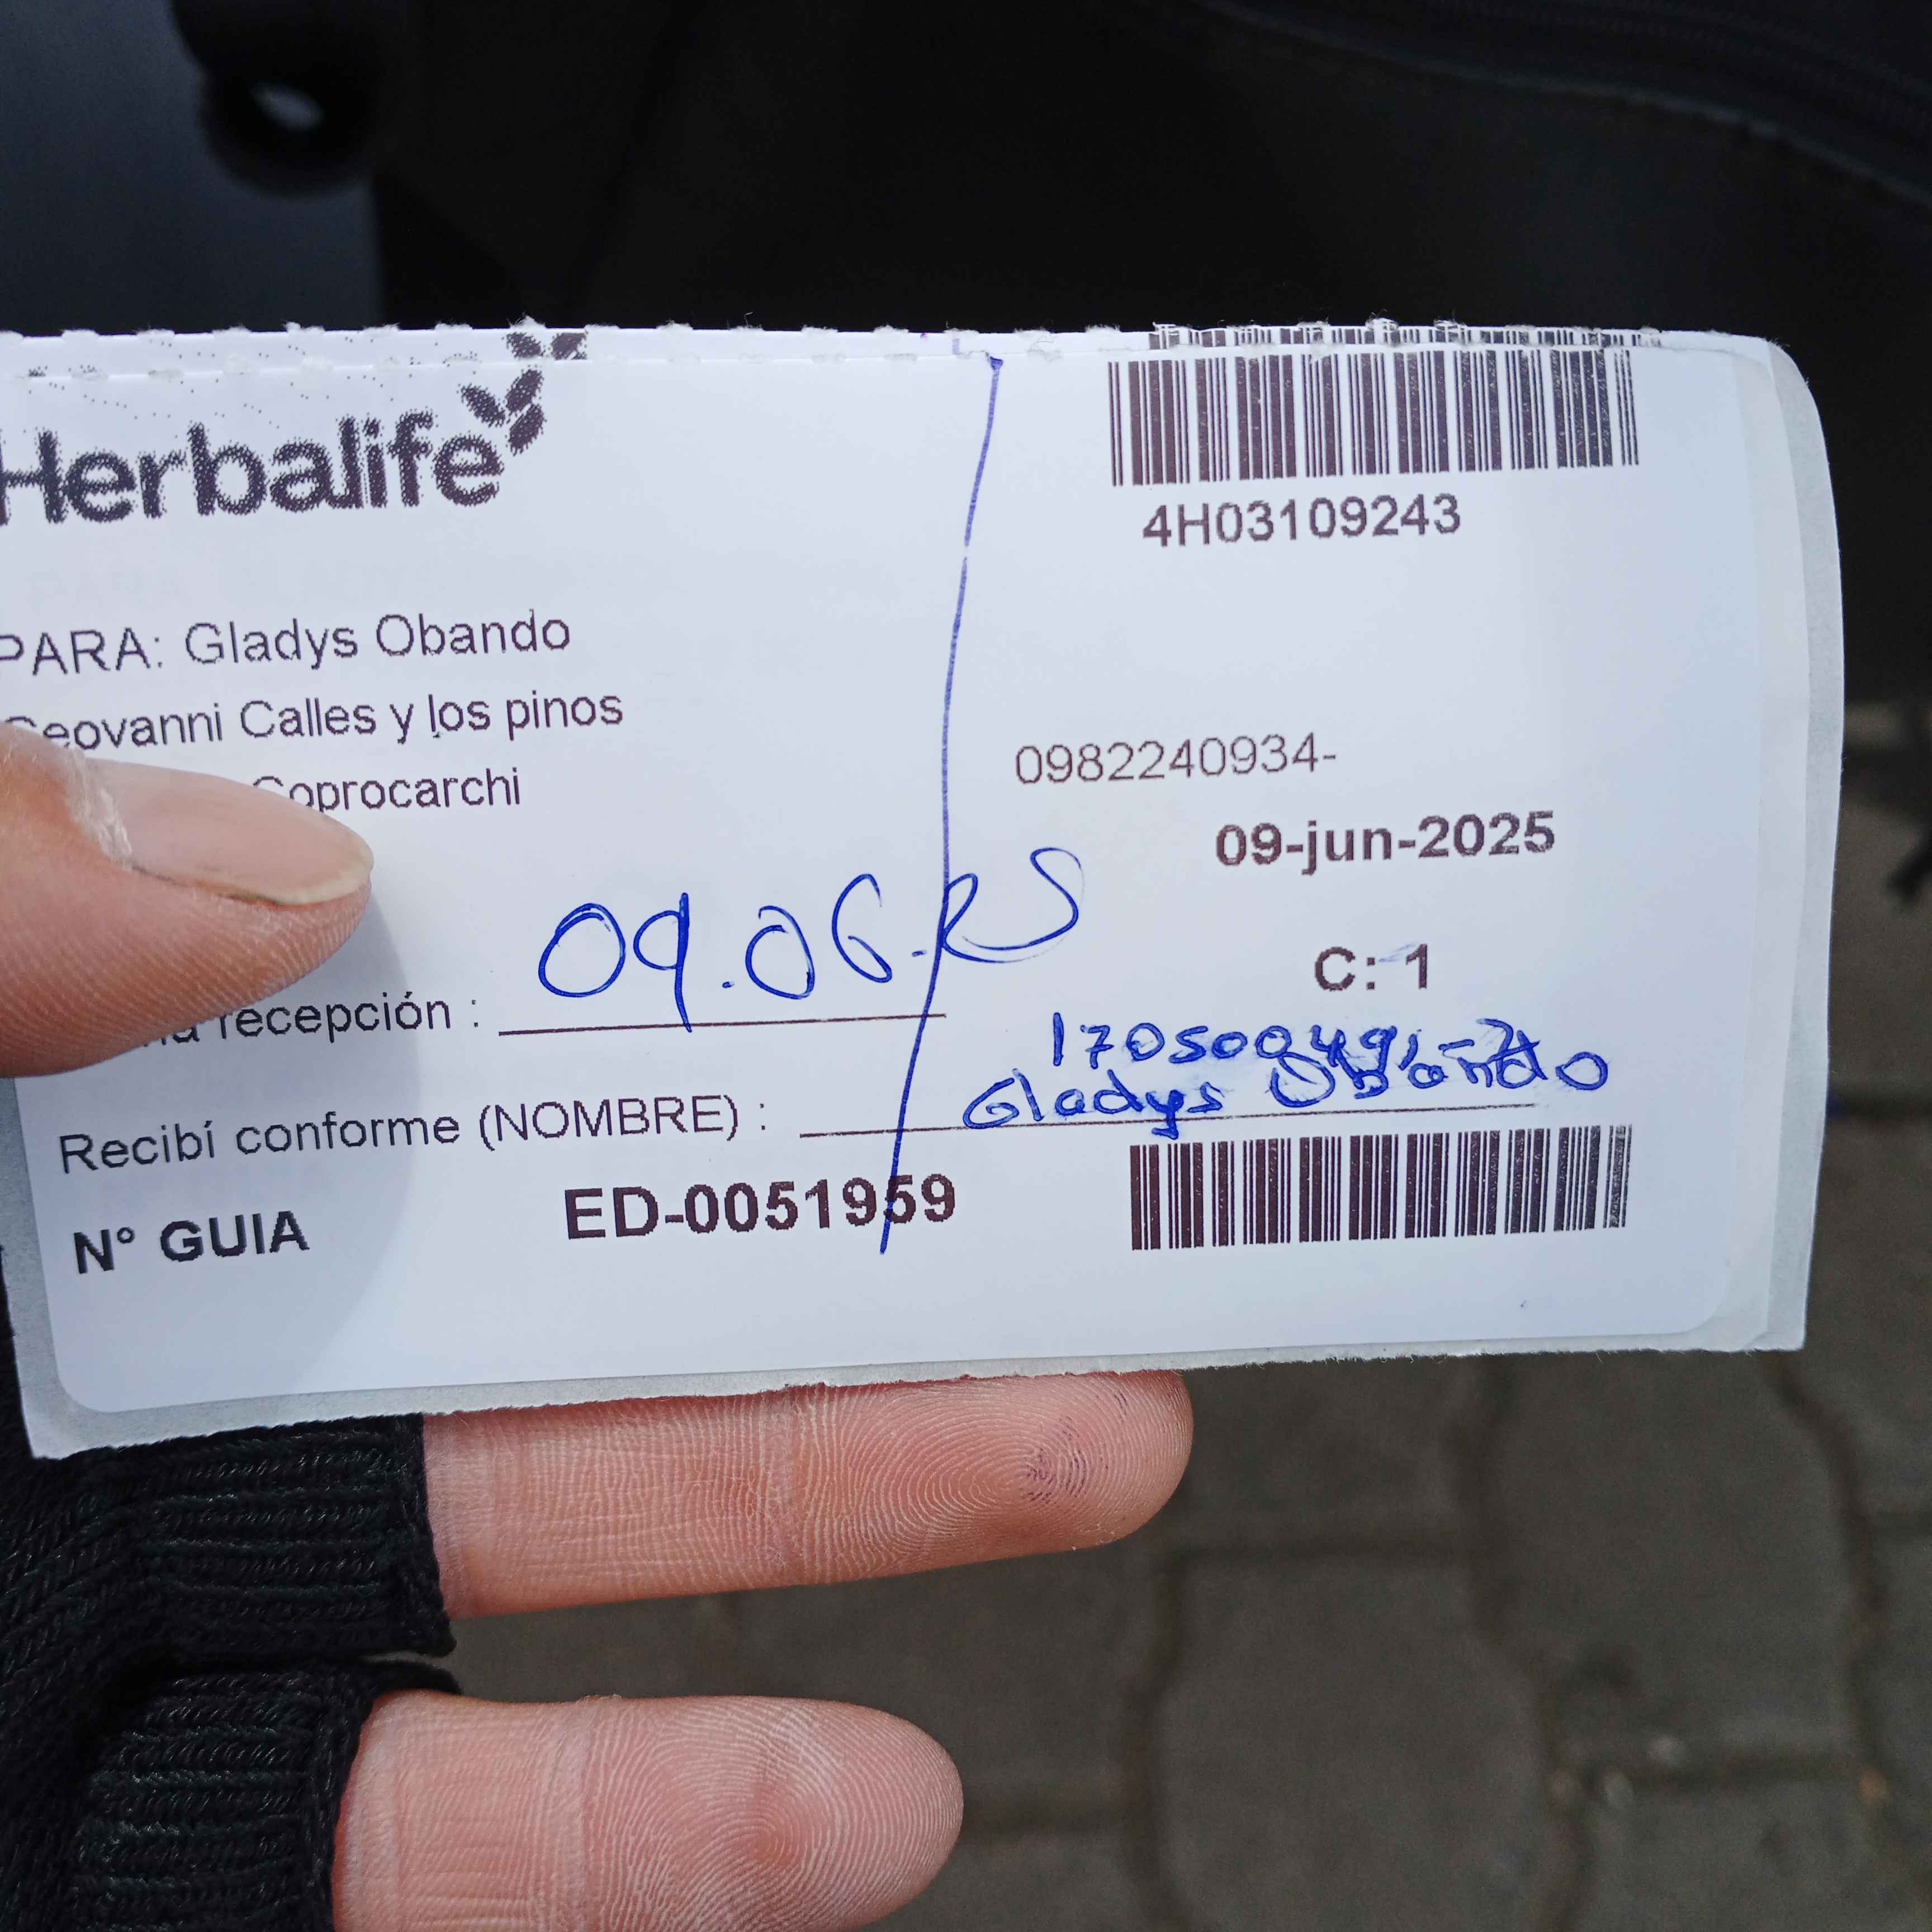 Herbalife
4H03109243
PARA: Gladys Obando
Geovanni Calles y los pinos
Coprocarchi
0982240934-
09-jun-2025
C: 1
recepción : 09.06.25
Recibí conforme (NOMBRE) : Gladys Obando
N° GUIA ED-0051959